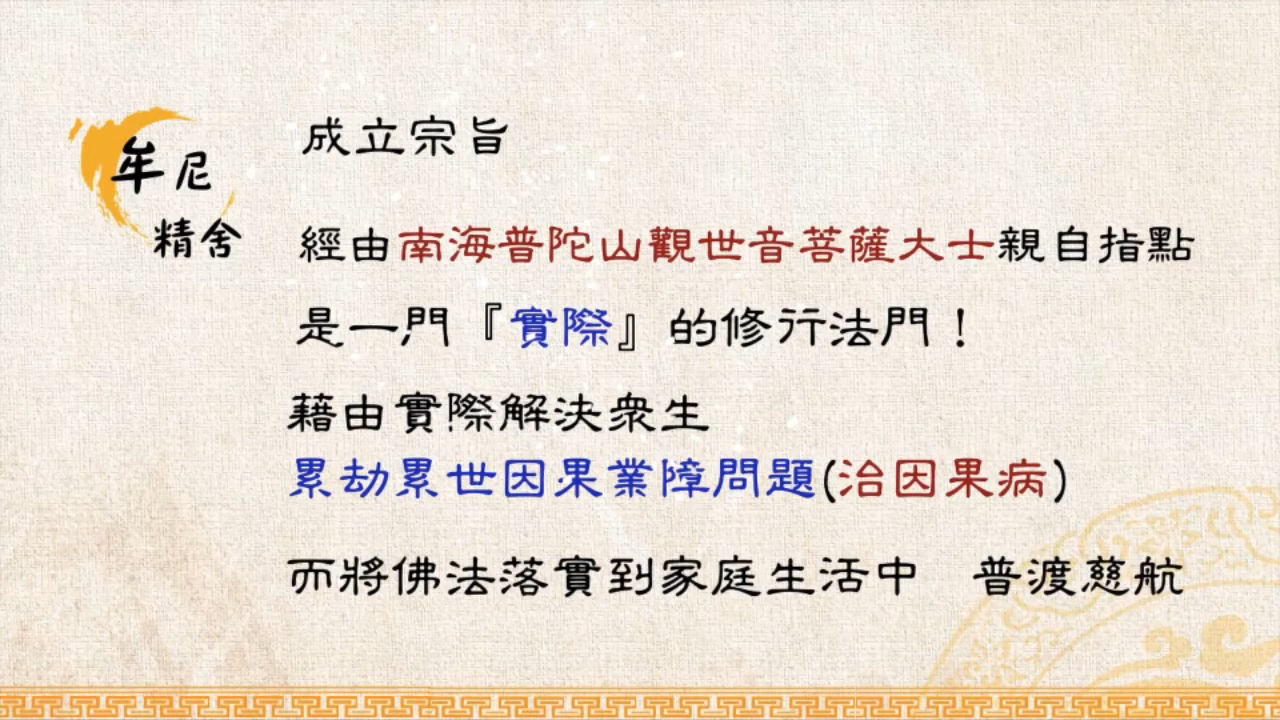 牟尼
精舍
成立宗旨
經由南海普陀山觀世音菩薩大士親自指點
是一門『實際』的修行法門！
藉由實際解決衆生
累劫累世因果業障問題(治因果病)
而將佛法落實到家庭生活中　普渡慈航